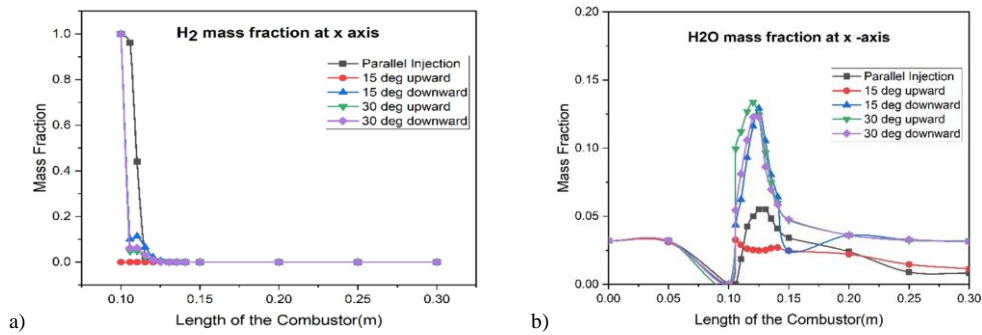 H2 mass fraction at x axis
Parallel Injection
15 deg upward
15 deg downward
30 deg upward
30 deg downward
Mass Fraction
1.0
0.8
0.6
0.4
0.2
0.0
0.10
0.15
0.20
0.25
0.30
Length of the Combustor(m)
a)
H2O mass fraction at x -axis
Parallel Injection
15 deg upward
15 deg downward
30 deg upward
30 deg downward
Mass Fraction
0.20
0.15
0.10
0.05
0.00
0.00
0.05
0.10
0.15
0.20
0.25
0.30
Length of the Combustor(m)
b)